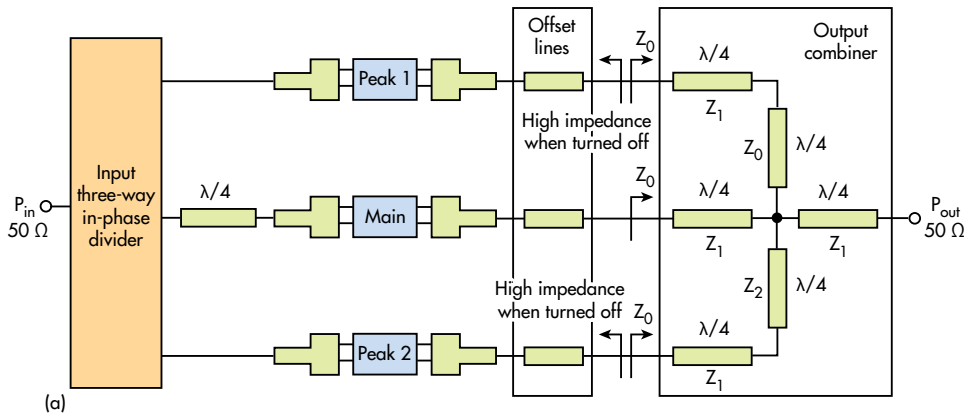 Offset
lines
Output
combiner
Z0
λ/4
Peak 1
Z1
High impedance
when turned off
Z0
λ/4
Input
three-way
in-phase
divider
Pin
50 Ω
λ/4
Main
Z0
λ/4
Z1
λ/4
Z1
Pout
50 Ω
High impedance
when turned off
Z2
λ/4
Z0
λ/4
Peak 2
Z1
(a)